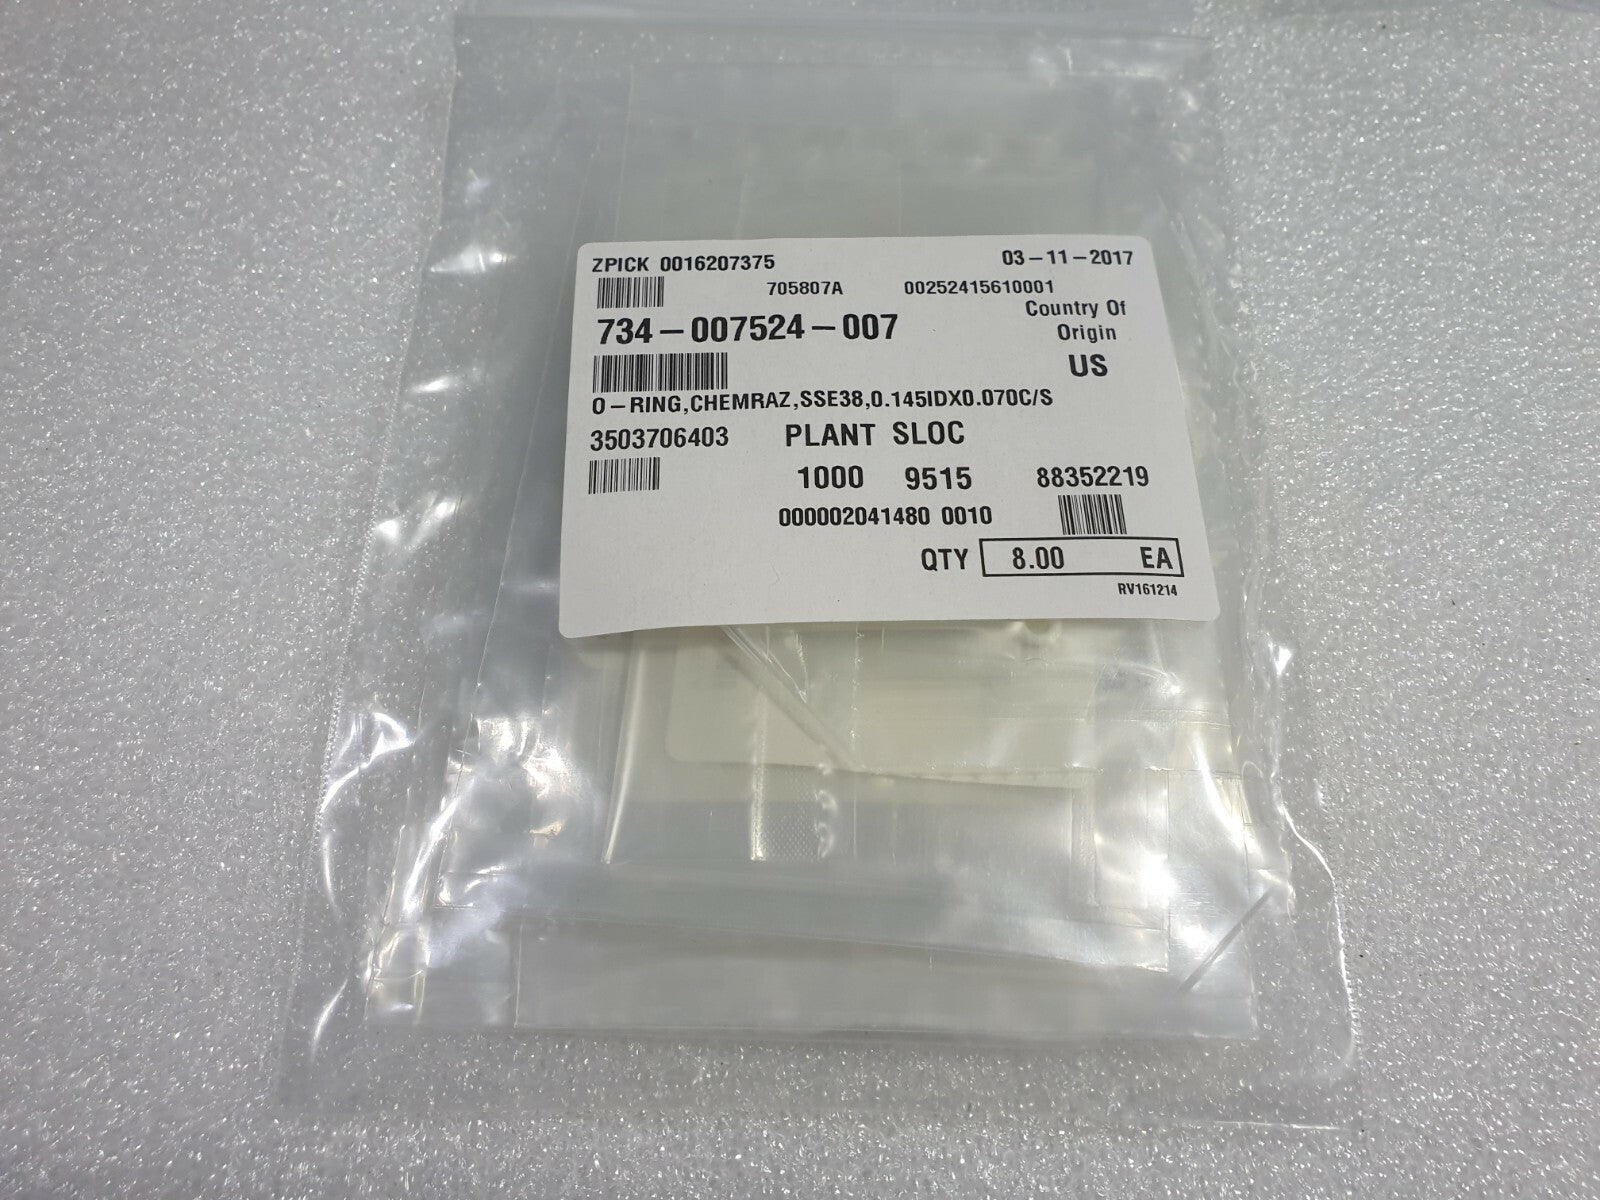 ZPICK 0016207375
03-11-2017
705807A
00252415610001
734-007524-007
Country Of
Origin
US
O-RING,CHEMRAZ,SSE38,0.145IDX0.070C/S
3503706403
PLANT SLOC
1000 9515
88352219
000002041480 0010
QTY 8.00 EA
RV161214